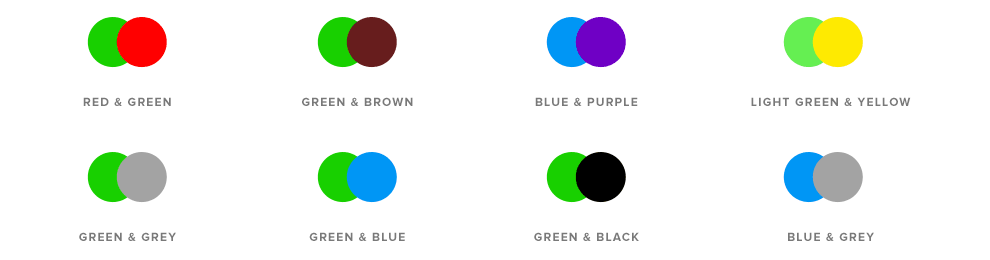 RED & GREEN
GREEN & BROWN
BLUE & PURPLE
LIGHT GREEN & YELLOW
GREEN & GREY
GREEN & BLUE
GREEN & BLACK
BLUE & GREY